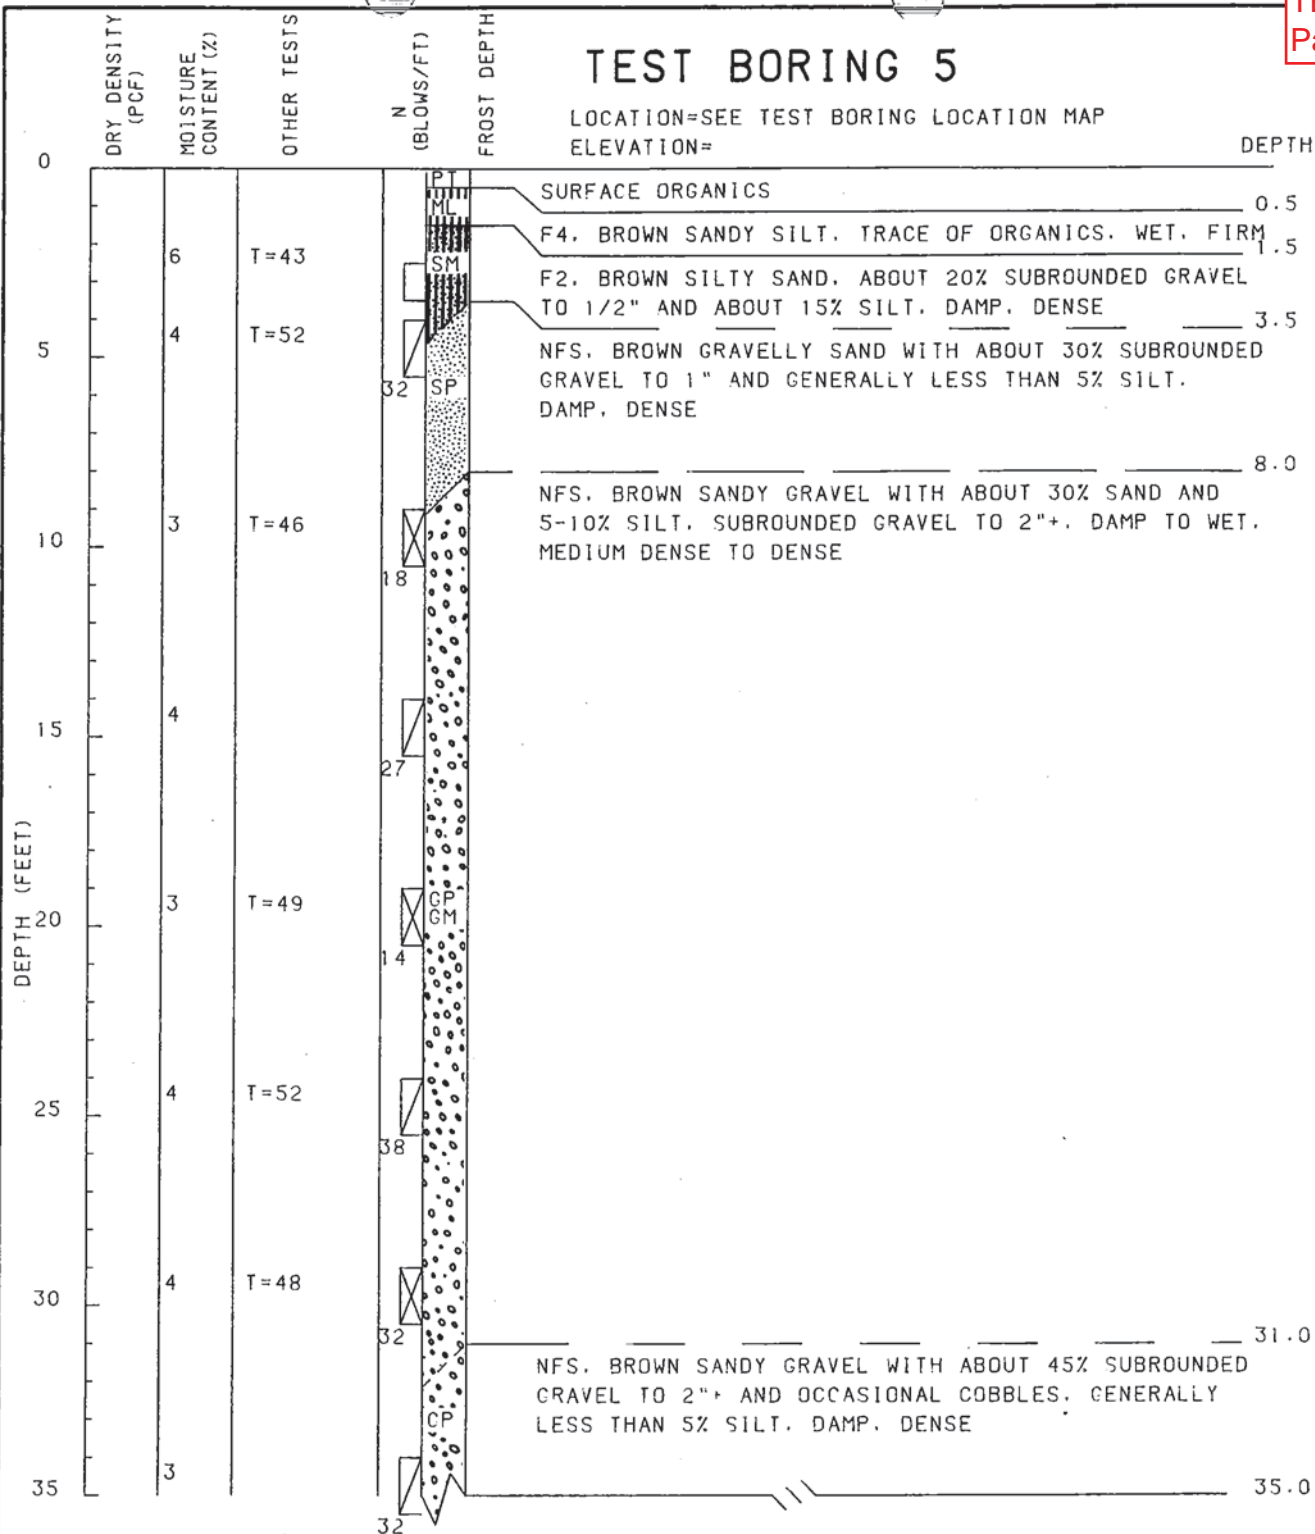 DRY DENSITY (PCF)
MOISTURE CONTENT (%)
OTHER TESTS
N (BLOWS/FT)
FROST DEPTH
TEST BORING 5
LOCATION=SEE TEST BORING LOCATION MAP
ELEVATION=
DEPTH
0
PT
SURFACE ORGANICS
0.5
ML
F4. BROWN SANDY SILT. TRACE OF ORGANICS. WET. FIRM
1.5
6 T=43
SM
F2. BROWN SILTY SAND. ABOUT 20% SUBROUNDED GRAVEL
TO 1/2" AND ABOUT 15% SILT. DAMP. DENSE
3.5
4 T=52
5
NFS. BROWN GRAVELLY SAND WITH ABOUT 30% SUBROUNDED
GRAVEL TO 1" AND GENERALLY LESS THAN 5% SILT.
32 SP
DAMP. DENSE
8.0
NFS. BROWN SANDY GRAVEL WITH ABOUT 30% SAND AND
3 T=46
5-10% SILT. SUBROUNDED GRAVEL TO 2"+. DAMP TO WET.
10
MEDIUM DENSE TO DENSE
18
4
15
27
DEPTH (FEET)
3 T=49
GP
GM
20
14
4 T=52
25
38
4 T=48
30
32
31.0
NFS. BROWN SANDY GRAVEL WITH ABOUT 45% SUBROUNDED
GRAVEL TO 2"+ AND OCCASIONAL COBBLES. GENERALLY
GP
LESS THAN 5% SILT. DAMP. DENSE
3
35
35.0
32